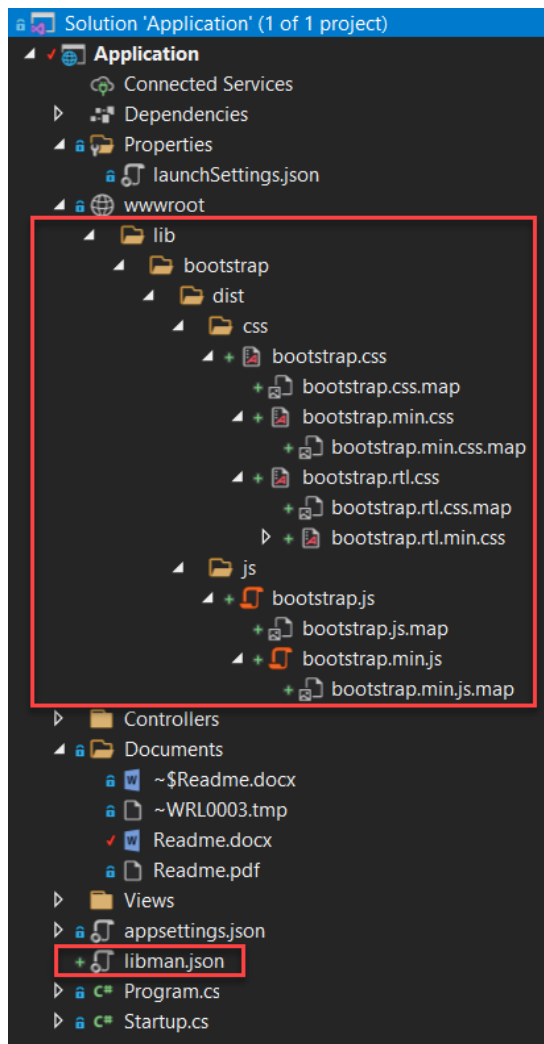 Solution 'Application' (1 of 1 project)
Application
Connected Services
Dependencies
Properties
launchSettings.json
wwwroot
lib
bootstrap
dist
css
bootstrap.css
bootstrap.css.map
bootstrap.min.css
bootstrap.min.css.map
bootstrap.rtl.css
bootstrap.rtl.css.map
bootstrap.rtl.min.css
js
bootstrap.js
bootstrap.js.map
bootstrap.min.js
bootstrap.min.js.map
Controllers
Documents
~$Readme.docx
~WRL0003.tmp
Readme.docx
Readme.pdf
Views
appsettings.json
libman.json
C# Program.cs
C# Startup.cs